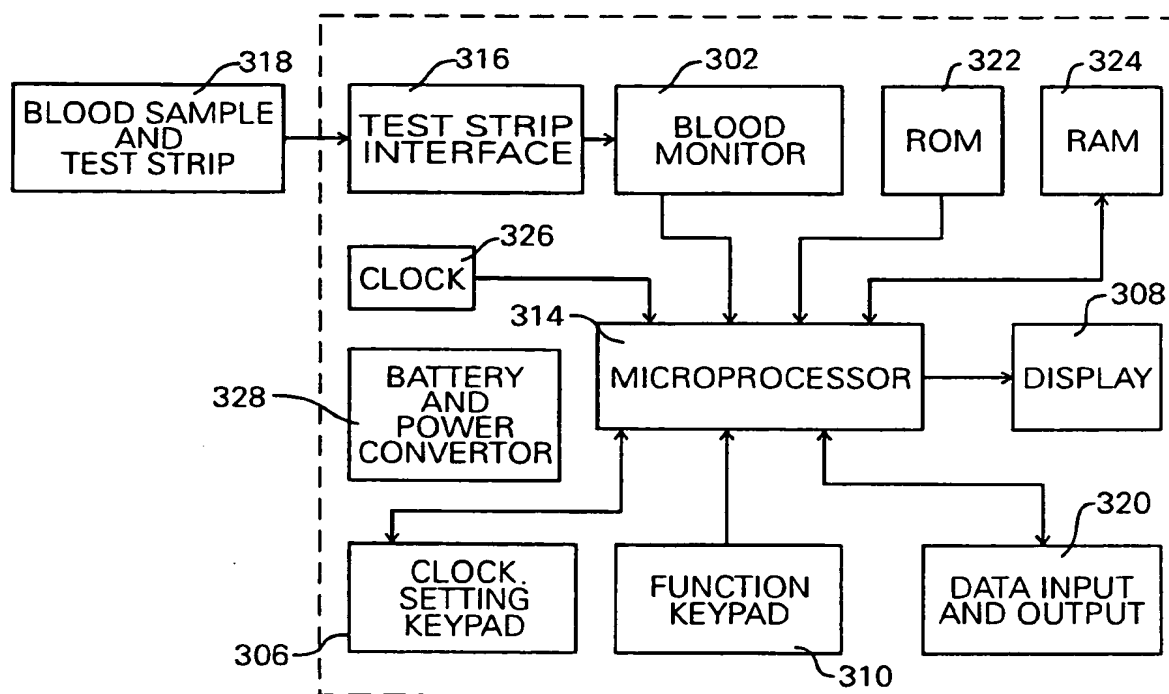 318
BLOOD SAMPLE
AND
TEST STRIP
316
TEST STRIP
INTERFACE
302
BLOOD
MONITOR
322
ROM
324
RAM
326
CLOCK
314
MICROPROCESSOR
308
DISPLAY
328
BATTERY
AND
POWER
CONVERTOR
306
CLOCK.
SETTING
KEYPAD
310
FUNCTION
KEYPAD
320
DATA INPUT
AND OUTPUT